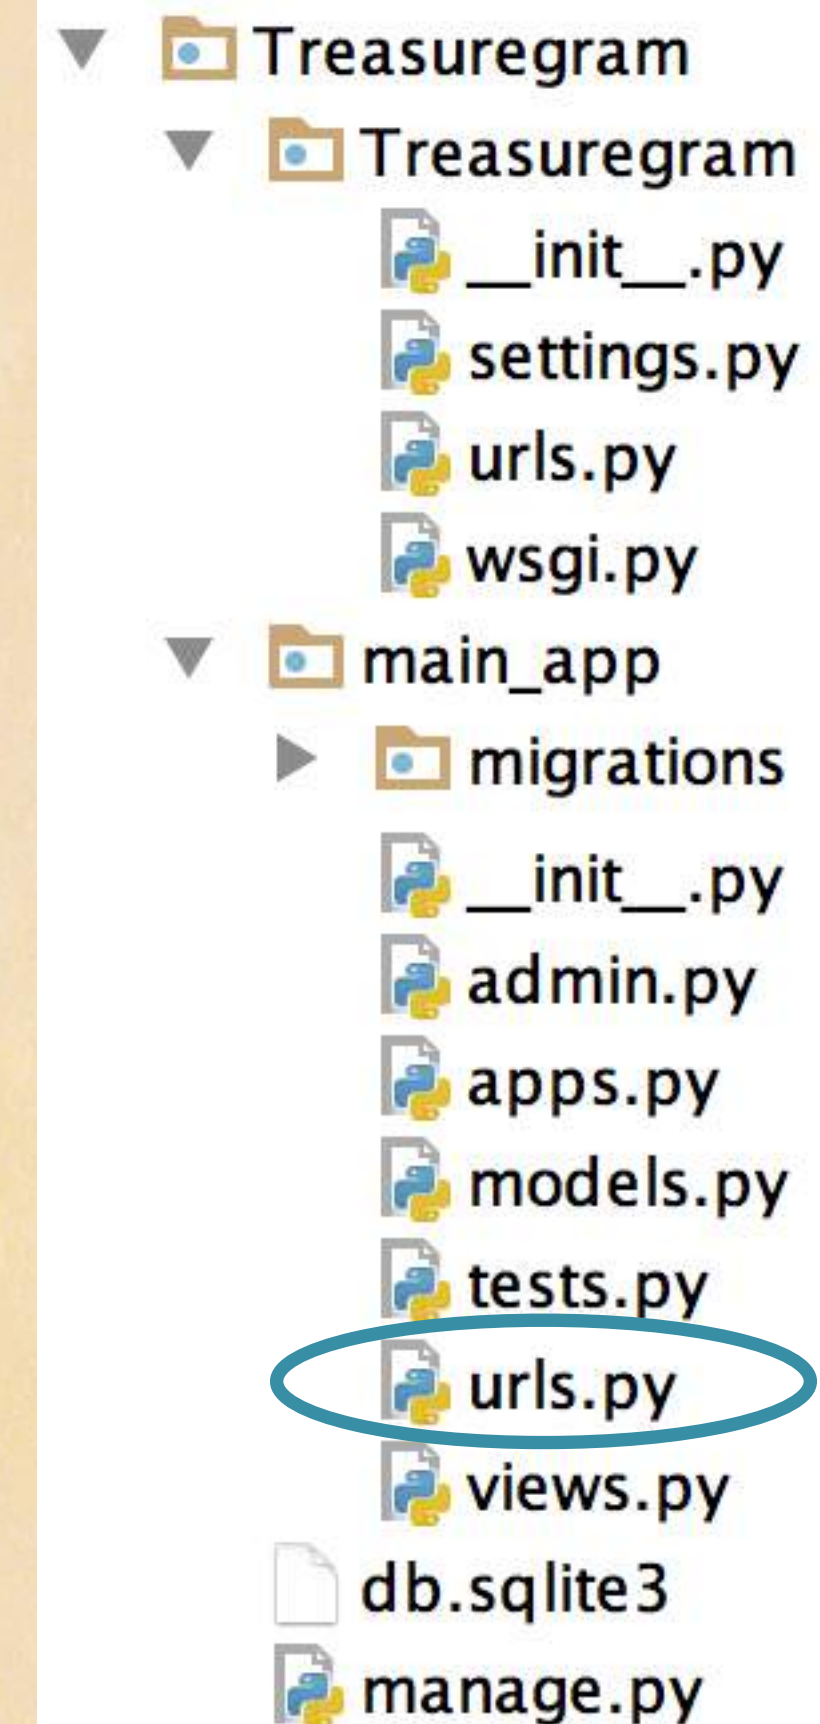 Treasuregram
Treasuregram
__init__.py
settings.py
urls.py
wsgi.py
main_app
migrations
__init__.py
admin.py
apps.py
models.py
tests.py
urls.py
views.py
db.sqlite3
manage.py